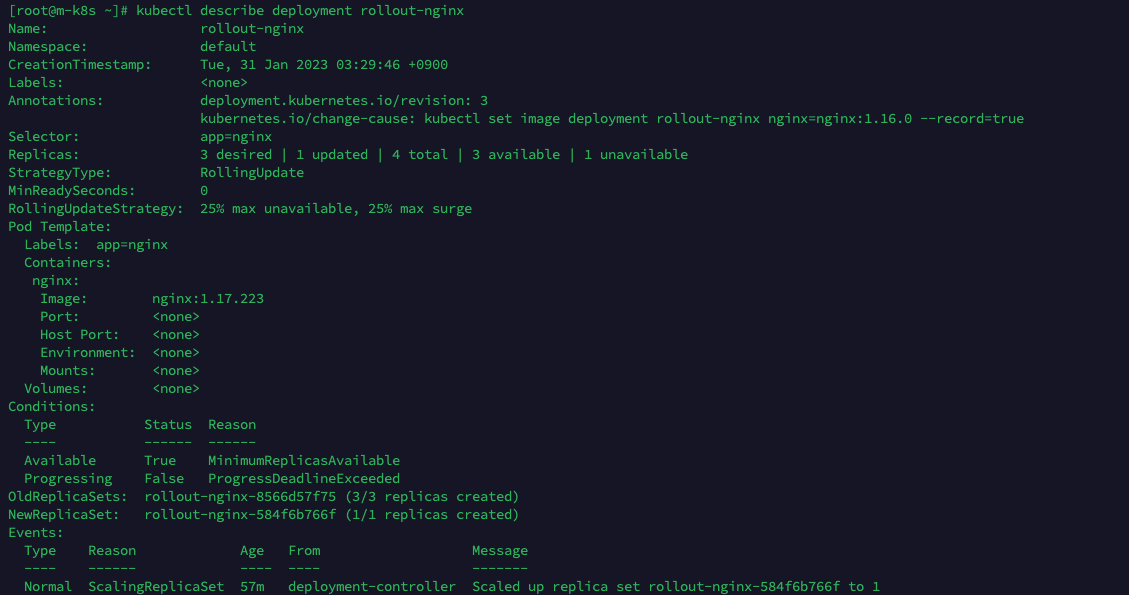 [root@m-k8s ~]# kubectl describe deployment rollout-nginx
Name:                   rollout-nginx
Namespace:              default
CreationTimestamp:      Tue, 31 Jan 2023 03:29:46 +0900
Labels:                 <none>
Annotations:            deployment.kubernetes.io/revision: 3
                        kubernetes.io/change-cause: kubectl set image deployment rollout-nginx nginx=nginx:1.16.0 --record=true
Selector:               app=nginx
Replicas:               3 desired | 1 updated | 4 total | 3 available | 1 unavailable
StrategyType:           RollingUpdate
MinReadySeconds:        0
RollingUpdateStrategy:  25% max unavailable, 25% max surge
Pod Template:
  Labels:  app=nginx
  Containers:
   nginx:
    Image:        nginx:1.17.223
    Port:         <none>
    Host Port:    <none>
    Environment:  <none>
    Mounts:       <none>
  Volumes:        <none>
Conditions:
  Type           Status  Reason
  ----           ------  ------
  Available      True    MinimumReplicasAvailable
  Progressing    False   ProgressDeadlineExceeded
OldReplicaSets:  rollout-nginx-8566d57f75 (3/3 replicas created)
NewReplicaSet:   rollout-nginx-584f6b766f (1/1 replicas created)
Events:
  Type    Reason             Age   From                   Message
  ----    ------             ----  ----                   -------
  Normal  ScalingReplicaSet  57m   deployment-controller  Scaled up replica set rollout-nginx-584f6b766f to 1